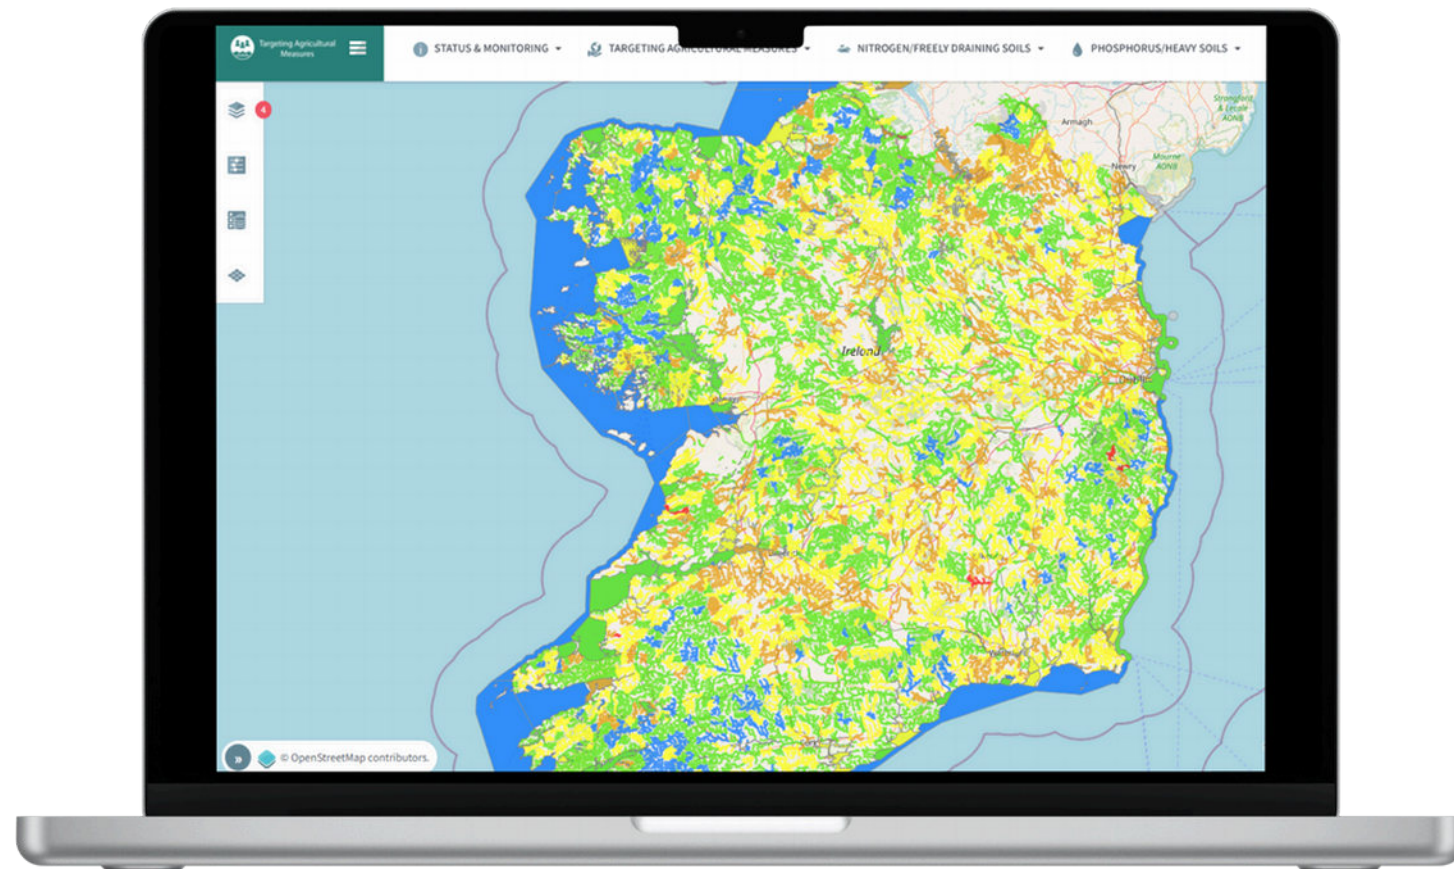 Targeting Agricultural
Measures
STATUS & MONITORING
TARGETING AGRICULTURAL MEASURES
NITROGEN/FREELY DRAINING SOILS
PHOSPHORUS/HEAVY SOILS
4
Strangford
& Lecale
AONB
Armagh
Newry
Mourne
AONB
Ireland
Dublin
© OpenStreetMap contributors.